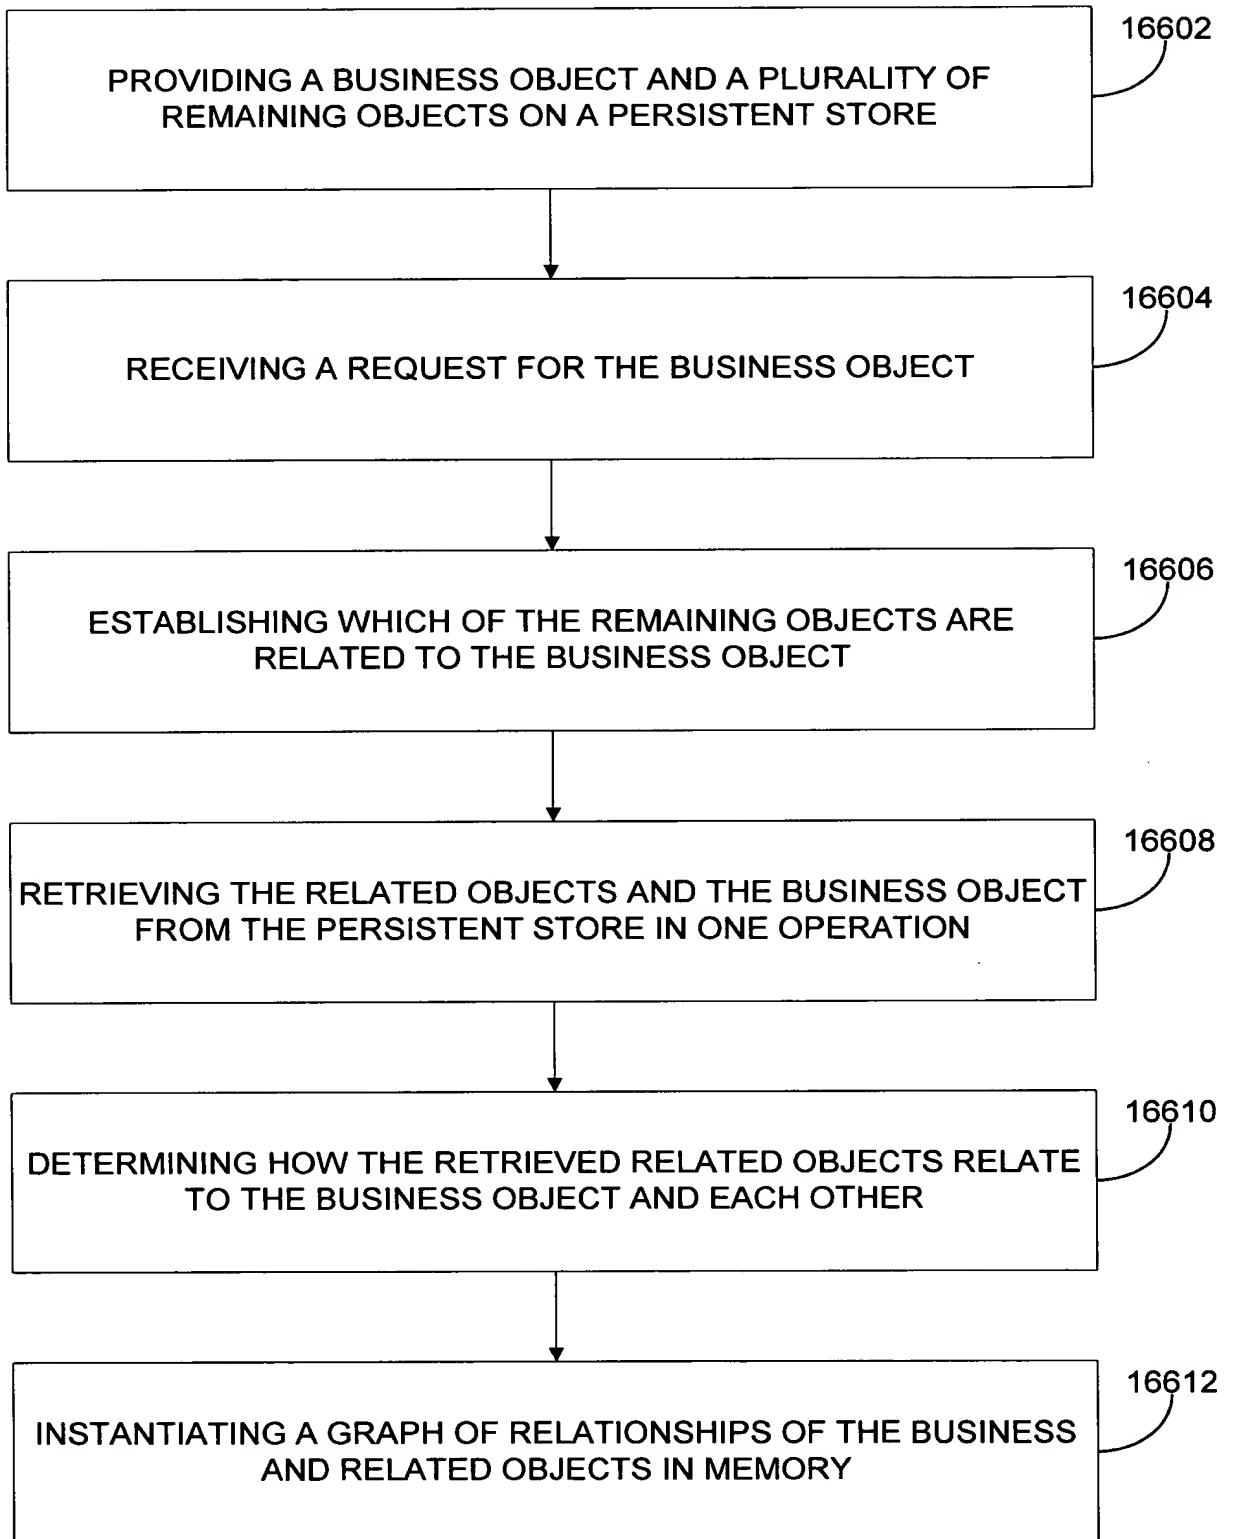 16602
PROVIDING A BUSINESS OBJECT AND A PLURALITY OF
REMAINING OBJECTS ON A PERSISTENT STORE
16604
RECEIVING A REQUEST FOR THE BUSINESS OBJECT
16606
ESTABLISHING WHICH OF THE REMAINING OBJECTS ARE
RELATED TO THE BUSINESS OBJECT
16608
RETRIEVING THE RELATED OBJECTS AND THE BUSINESS OBJECT
FROM THE PERSISTENT STORE IN ONE OPERATION
16610
DETERMINING HOW THE RETRIEVED RELATED OBJECTS RELATE
TO THE BUSINESS OBJECT AND EACH OTHER
16612
INSTANTIATING A GRAPH OF RELATIONSHIPS OF THE BUSINESS
AND RELATED OBJECTS IN MEMORY